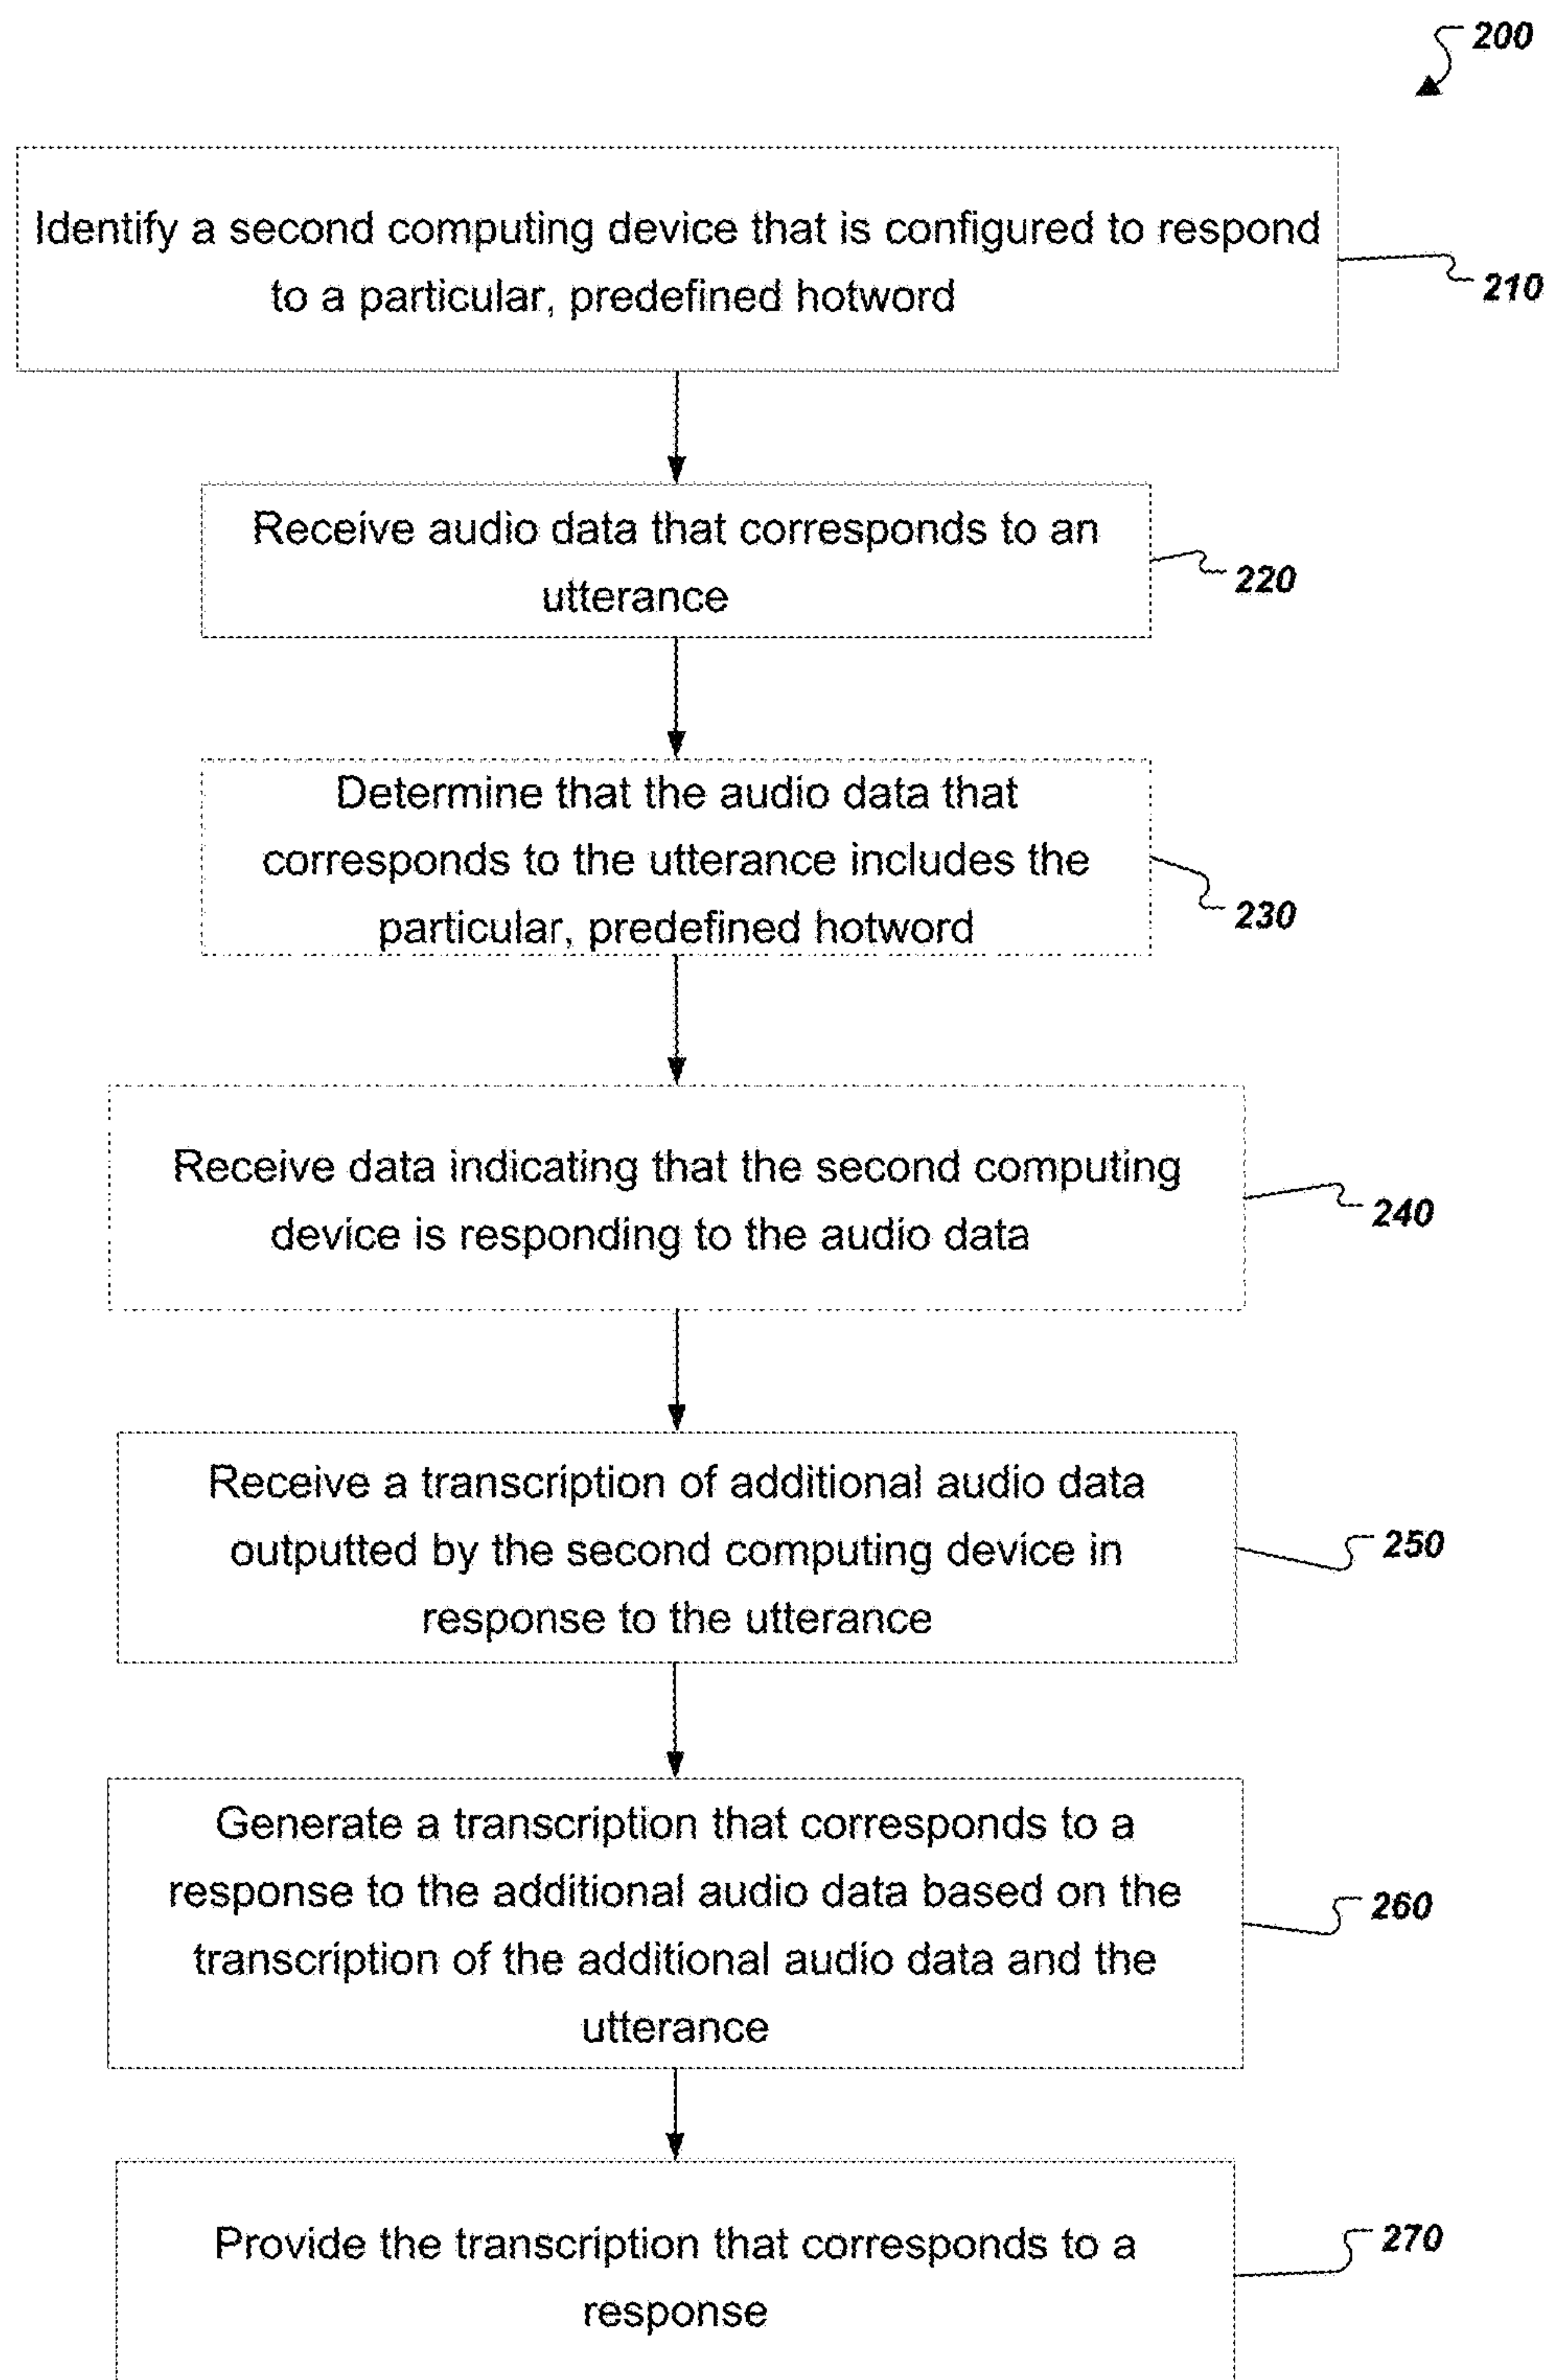 200
Identify a second computing device that is configured to respond
to a particular, predefined hotword
210
Receive audio data that corresponds to an
utterance
220
Determine that the audio data that
corresponds to the utterance includes the
particular, predefined hotword
230
Receive data indicating that the second computing
device is responding to the audio data
240
Receive a transcription of additional audio data
outputted by the second computing device in
response to the utterance
250
Generate a transcription that corresponds to a
response to the additional audio data based on the
transcription of the additional audio data and the
utterance
260
Provide the transcription that corresponds to a
response
270